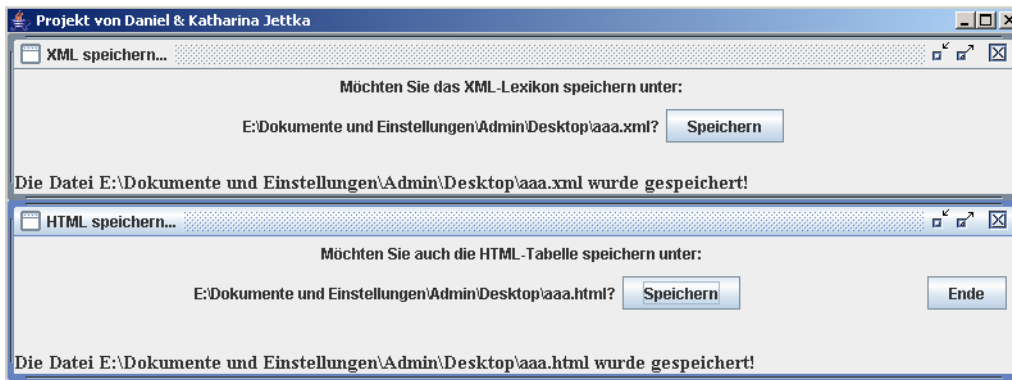 Projekt von Daniel & Katharina Jettka
XML speichern...
Möchten Sie das XML-Lexikon speichern unter:
E:\Dokumente und Einstellungen\Admin\Desktop\aaa.xml? Speichern
Die Datei E:\Dokumente und Einstellungen\Admin\Desktop\aaa.xml wurde gespeichert!
HTML speichern...
Möchten Sie auch die HTML-Tabelle speichern unter:
E:\Dokumente und Einstellungen\Admin\Desktop\aaa.html? Speichern Ende
Die Datei E:\Dokumente und Einstellungen\Admin\Desktop\aaa.html wurde gespeichert!